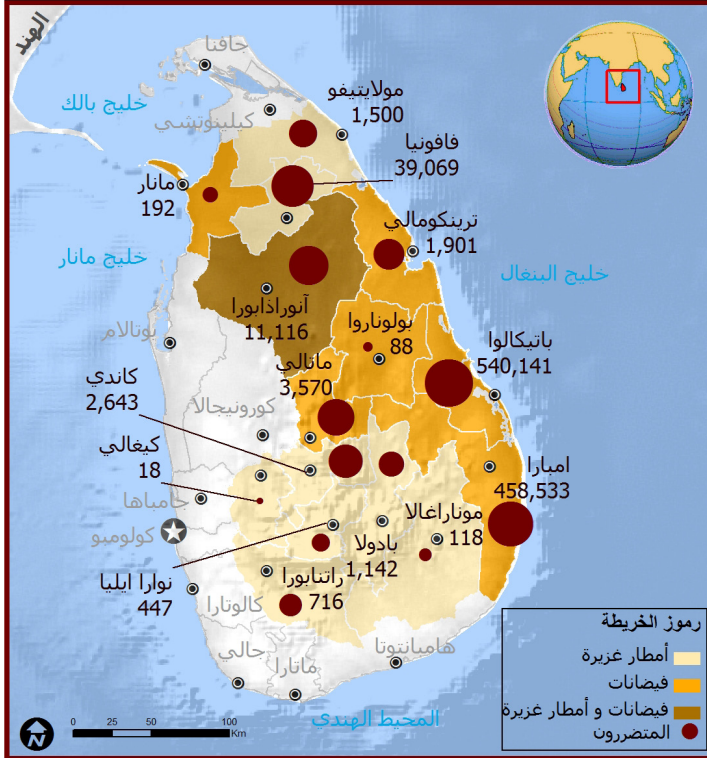 الهند
جافنا
خليج بالك
كيلينوتشي
مولايتيفو
1,500
فافونيا
39,069
مانار
192
ترينكومالي
1,901
خليج مانار
خليج البنغال
آنوراذابورا
11,116
بولوناروا
88
بوتالام
باتيكالوا
540,141
ماتالي
3,570
كاندي
2,643
كورونيجالا
كيغالي
18
امبارا
458,533
جامباها
موناراغالا
118
كولومبو
بادولا
1,142
نوارا ايليا
447
راتنابورا
716
كالوتارا
هامبانتوتا
جالي
ماتارا
المحيط الهندي
رموز الخريطة
أمطار غزيرة
فيضانات
فيضانات و أمطار غزيرة
المتضررون
N
0 25 50 100
Km